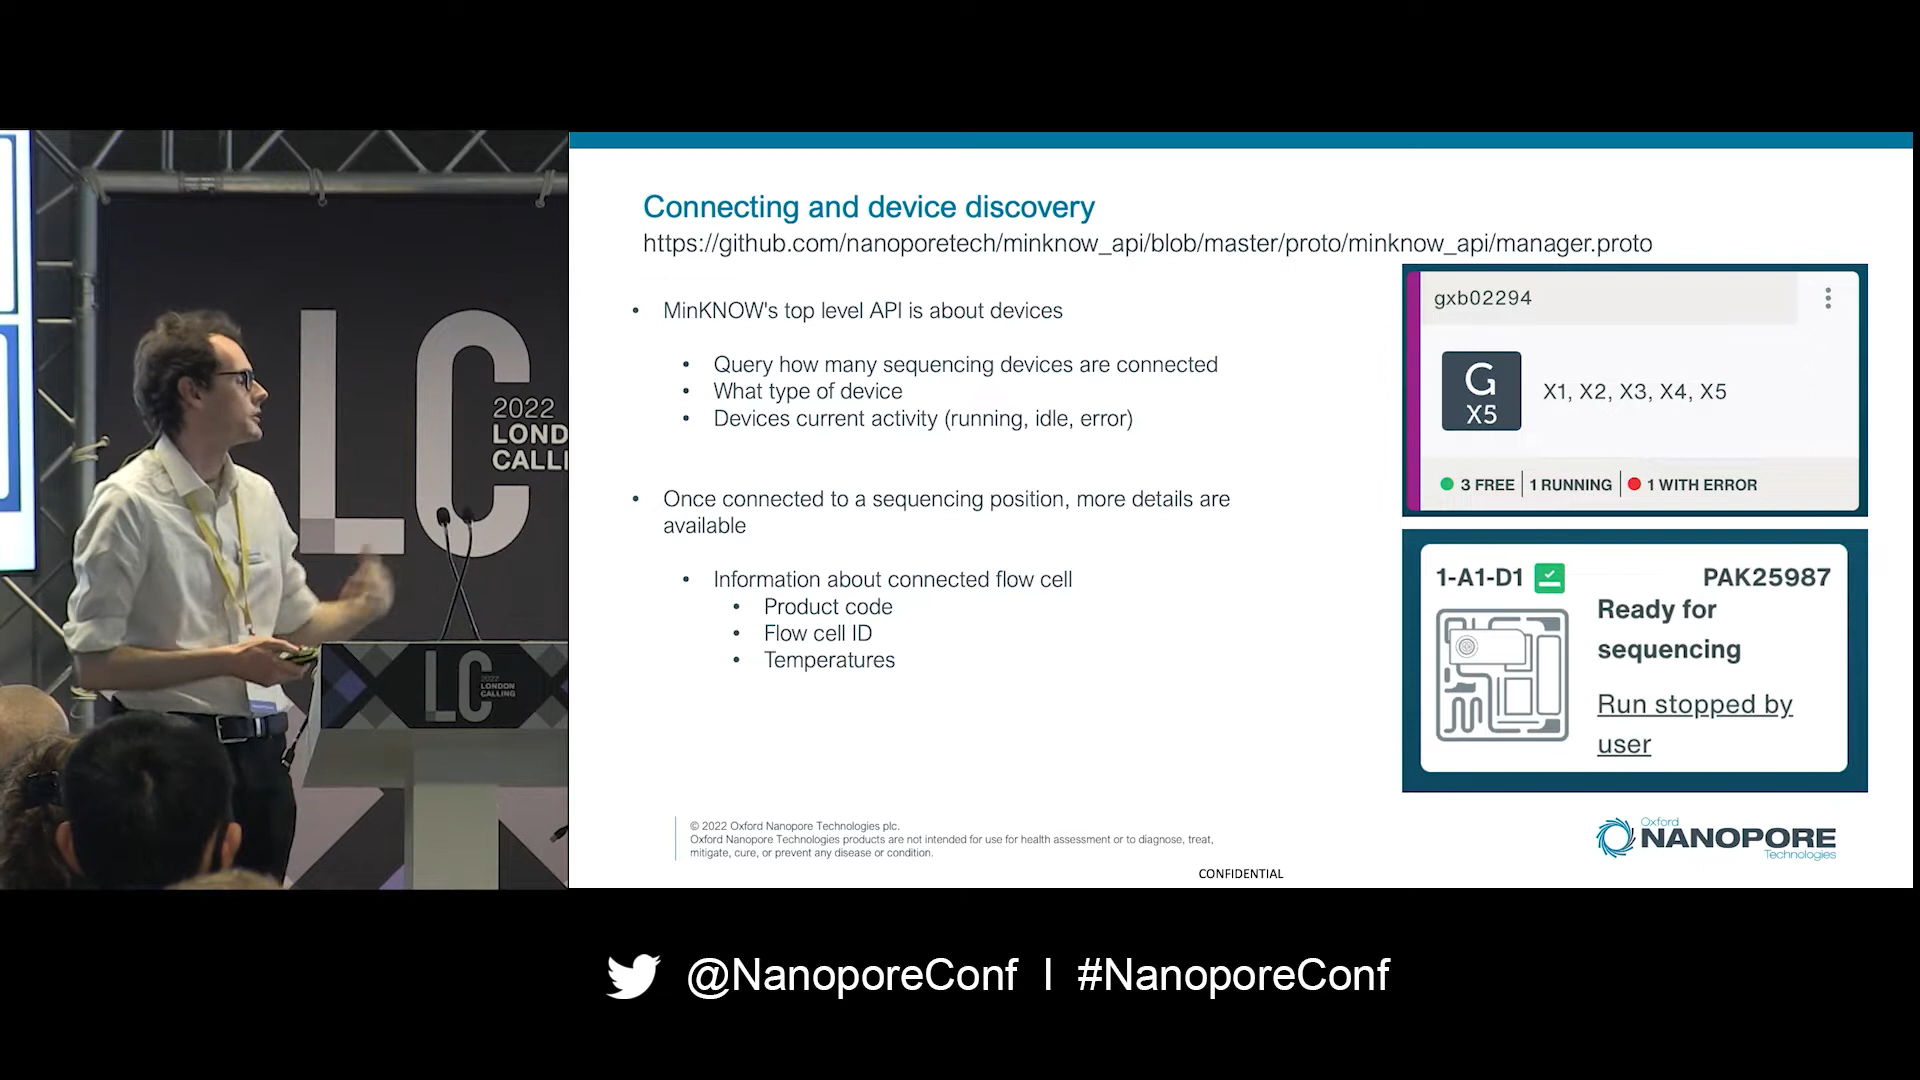 LC
2022
LOND
CALLI
LC
2022
LONDON
CALLING
Connecting and device discovery
https://github.com/nanoporetech/minknow_api/blob/master/proto/minknow_api/manager.proto
• MinKNOW's top level API is about devices
• Query how many sequencing devices are connected
• What type of device
• Devices current activity (running, idle, error)
• Once connected to a sequencing position, more details are
available
• Information about connected flow cell
• Product code
• Flow cell ID
• Temperatures
gxb02294
G
X5
X1, X2, X3, X4, X5
3 FREE | 1 RUNNING | 1 WITH ERROR
1-A1-D1 PAK25987
Ready for
sequencing
Run stopped by
user
© 2022 Oxford Nanopore Technologies plc.
Oxford Nanopore Technologies products are not intended for use for health assessment or to diagnose, treat,
mitigate, cure, or prevent any disease or condition.
CONFIDENTIAL
Oxford
NANOPORE
Technologies
@NanoporeConf | #NanoporeConf